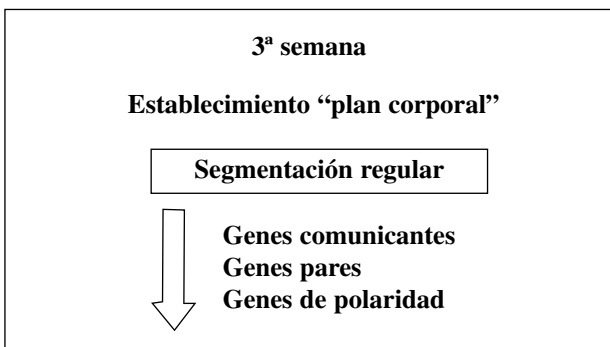 3ª semana
Establecimiento “plan corporal”
Segmentación regular
Genes comunicantes
Genes pares
Genes de polaridad